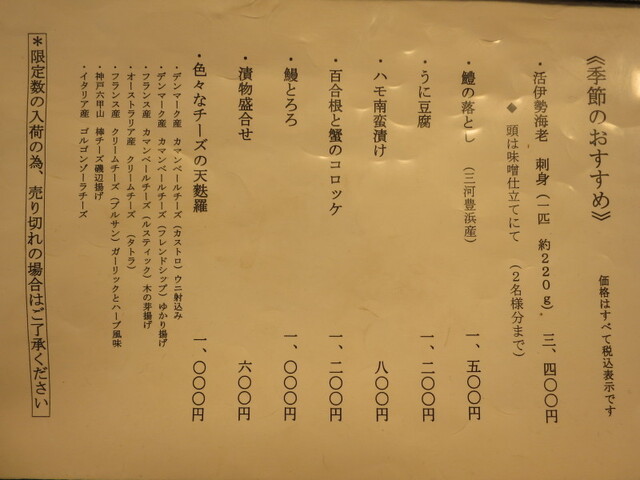 《季節のおすすめ》
価格はすべて税込表示です
・活伊勢海老 刺身(一匹 約220g) 三、四〇〇円
◆ 頭は味噌仕立てにて (2名様分まで)
・鱧の落とし (三河豊浜産) 一、五〇〇円
・うに豆腐 一、二〇〇円
・ハモ南蛮漬け 八〇〇円
・百合根と蟹のコロッケ 一、二〇〇円
・鰻とろろ 一、〇〇〇円
・漬物盛合せ 六〇〇円
・色々なチーズの天麩羅 一、〇〇〇円
・デンマーク産 カマンベールチーズ(カストロ)ウニ射込み
・デンマーク産 カマンベールチーズ(フレンドシップ)ゆかり揚げ
・フランス産 カマンベールチーズ(ルスティック)木の芽揚げ
・オーストラリア産 クリームチーズ (タトラ)
・フランス産 クリームチーズ(ブルサン)ガーリックとハーブ風味
・神戸六甲山 棒チーズ磯辺揚げ
・イタリア産 ゴルゴンゾーラチーズ
*限定数の入荷の為、売り切れの場合はご了承ください